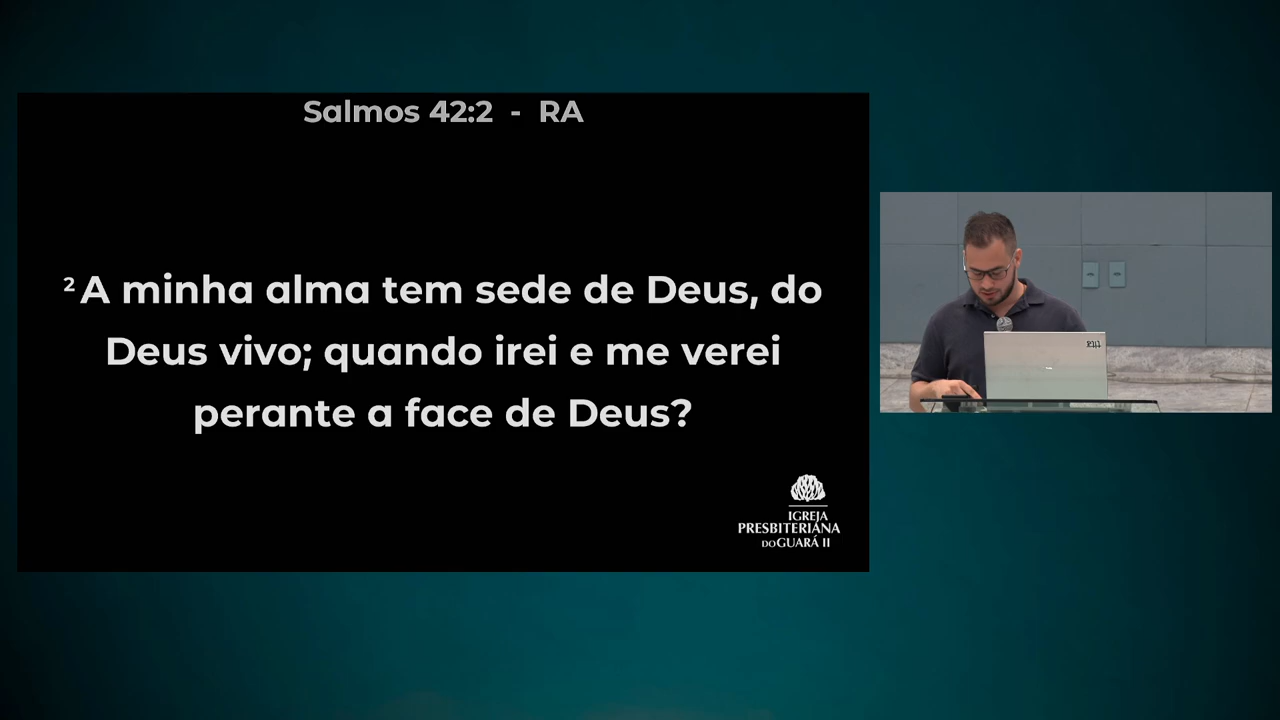 Salmos 42:2 - RA
² A minha alma tem sede de Deus, do
Deus vivo; quando irei e me verei
perante a face de Deus?
IGREJA
PRESBITERIANA
DO GUARÁ II